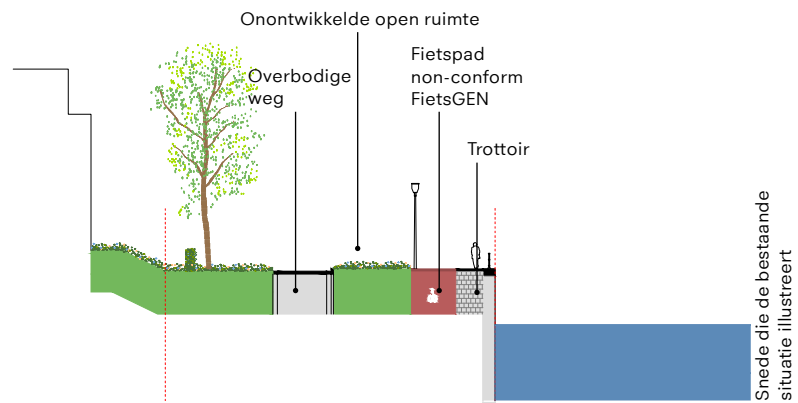 Onontwikkelde open ruimte
Overbodige
weg
Fietspad
non-conform
FietsGEN
Trottoir
Snede die de bestaande
situatie illustreert